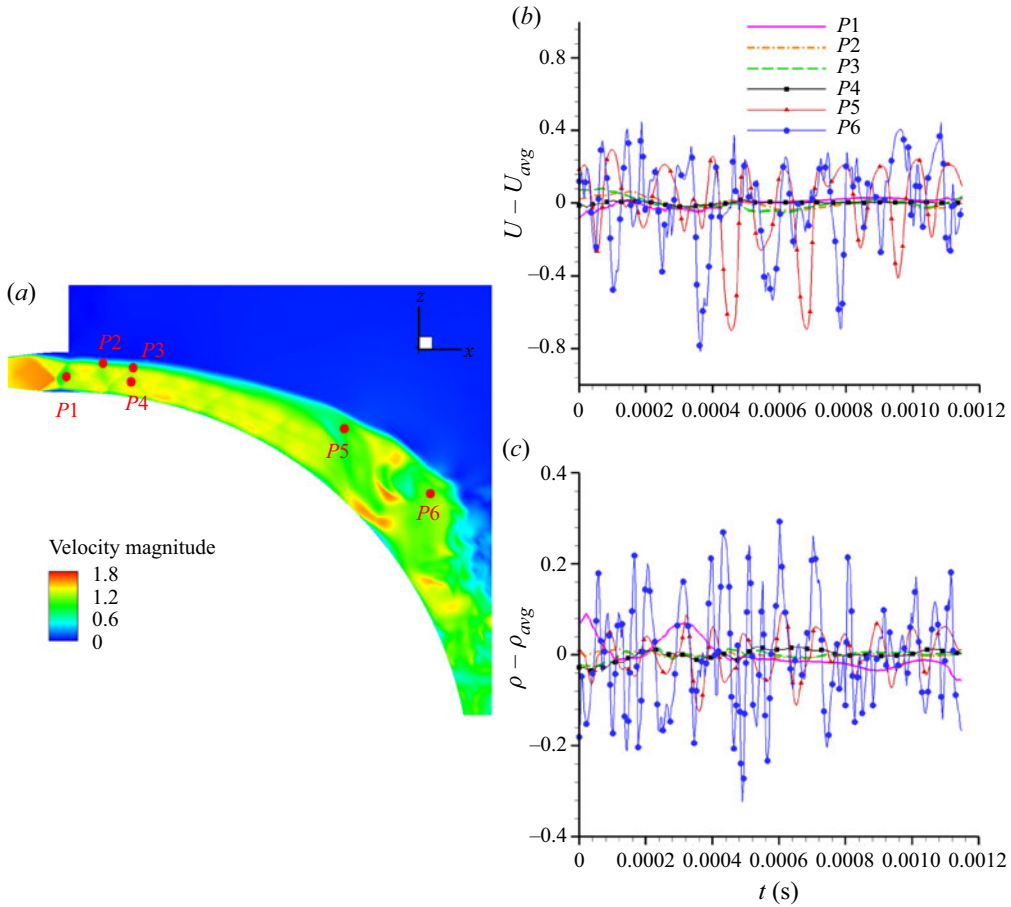 (a)
z
x
P2
P3
P1
P4
P5
P6
Velocity magnitude
1.8
1.2
0.6
0
(b)
P1
P2
P3
P4
P5
P6
0.8
0.4
0
−0.4
−0.8
U − Uavg
0 0.0002 0.0004 0.0006 0.0008 0.0010 0.0012
(c)
0.4
0.2
0
−0.2
−0.4
ρ − ρavg
0 0.0002 0.0004 0.0006 0.0008 0.0010 0.0012
t (s)